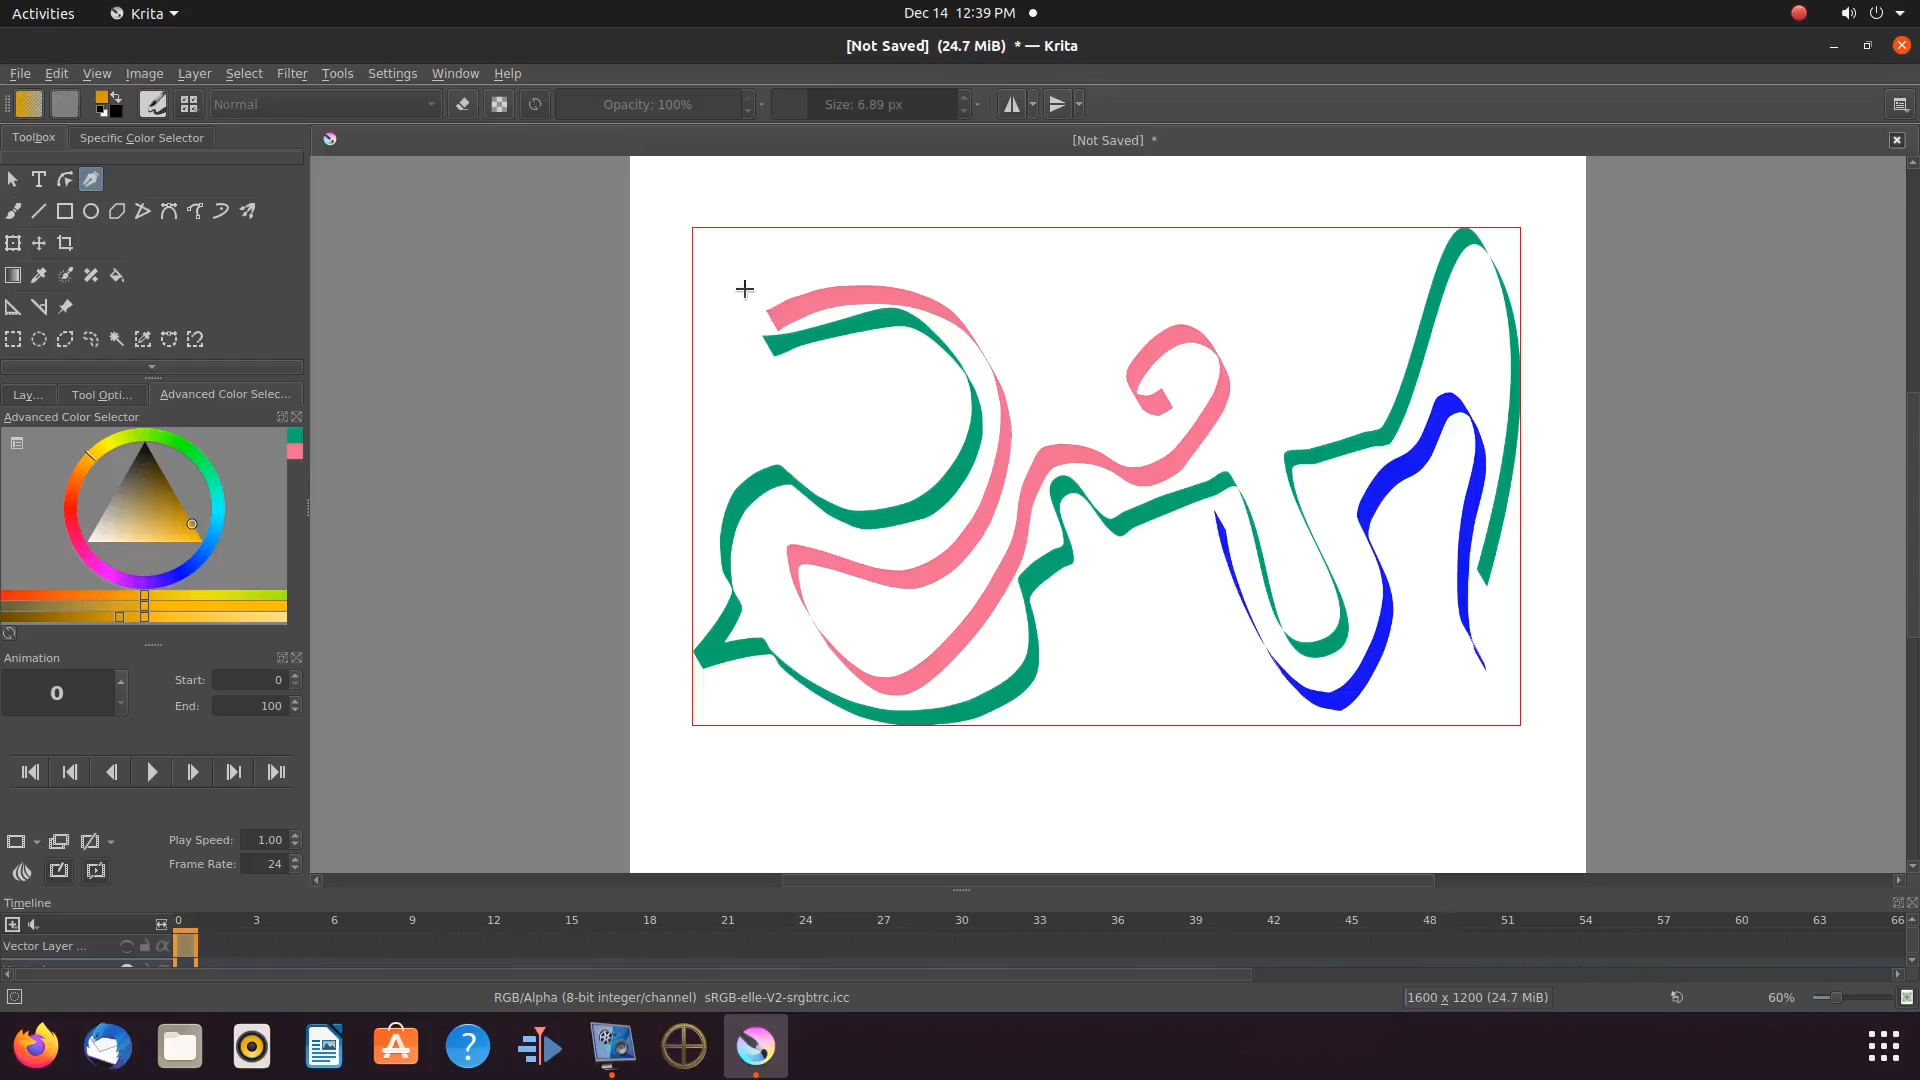 Activities Krita Dec 14 12:39 PM
[Not Saved] (24.7 MiB) * — Krita
File Edit View Image Layer Select Filter Tools Settings Window Help
Normal Opacity: 100% Size: 6.89 px
Toolbox Specific Color Selector [Not Saved] *
Lay... Tool Opti... Advanced Color Selec...
Advanced Color Selector
Animation
0 Start: 0
End: 100
Play Speed: 1.00
Frame Rate: 24
Timeline
0 3 6 9 12 15 18 21 24 27 30 33 36 39 42 45 48 51 54 57 60 63 66
Vector Layer ...
RGB/Alpha (8-bit integer/channel) sRGB-elle-V2-srgbtrc.icc 1600 x 1200 (24.7 MiB) 60%